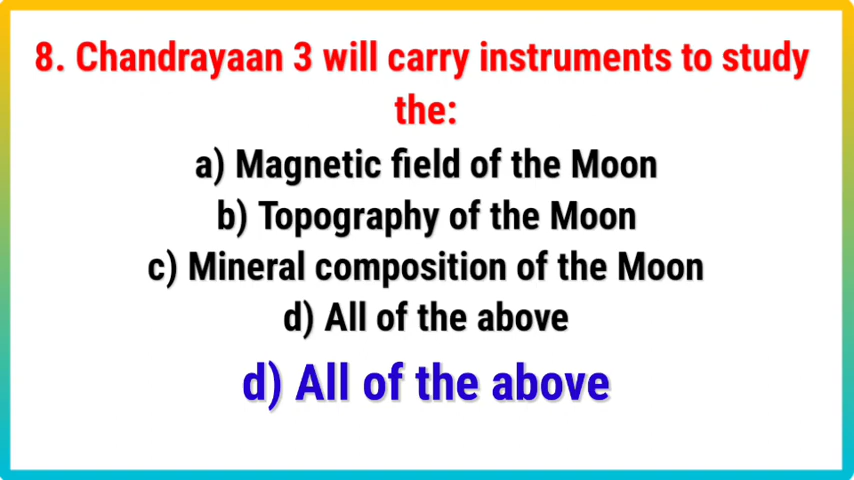 8. Chandrayaan 3 will carry instruments to study
the:
a) Magnetic field of the Moon
b) Topography of the Moon
c) Mineral composition of the Moon
d) All of the above
d) All of the above